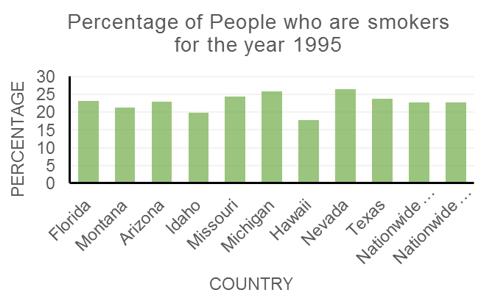 Percentage of People who are smokers
for the year 1995
PERCENTAGE
30
25
20
15
10
5
0
Florida
Montana
Arizona
Idaho
Missouri
Michigan
Hawaii
Nevada
Texas
Nationwide...
Nationwide...
COUNTRY